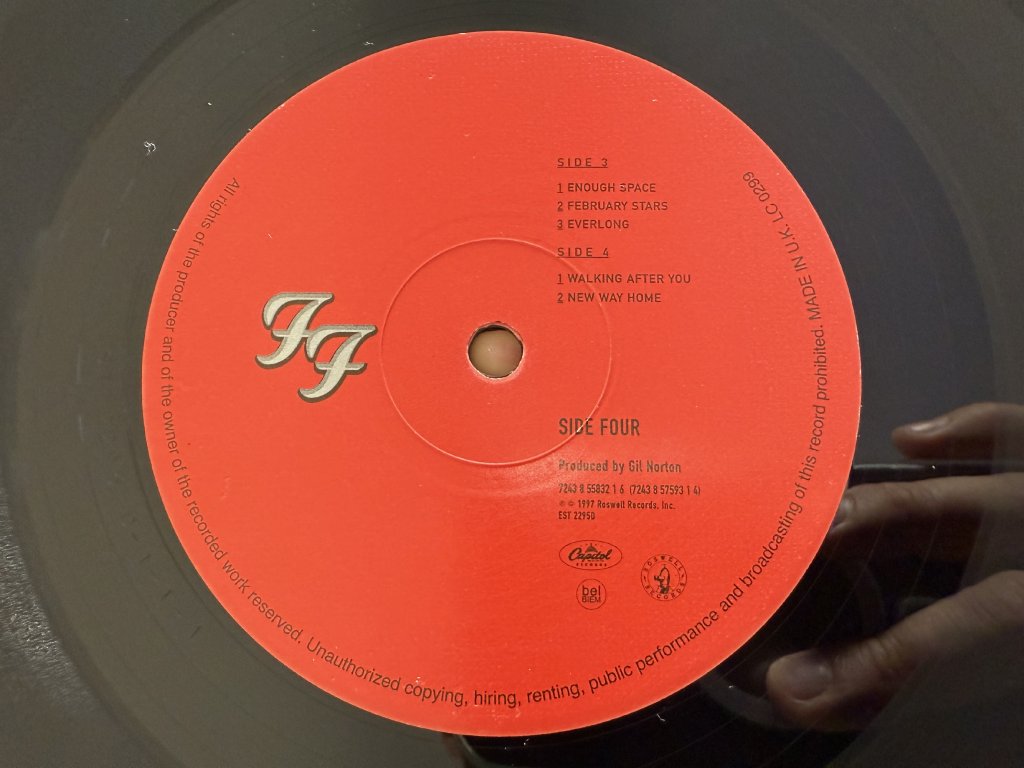 FF
SIDE 3
1 ENOUGH SPACE
2 FEBRUARY STARS
3 EVERLONG
SIDE 4
1 WALKING AFTER YOU
2 NEW WAY HOME
SIDE FOUR
Produced by Gil Norton
7243 8 55832 1 6 (7243 8 57593 1 4)
℗ © 1997 Roswell Records, Inc.
EST 2295D
Capitol
RECORDS
ROSWELL RECORDS
bel
BIEM
All rights of the producer and of the owner of the recorded work reserved. Unauthorized copying, hiring, renting, public performance and broadcasting of this record prohibited. MADE IN U.K. LC 0299